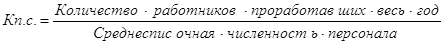 Кп.с. = Количество · работников · проработав ших · весь · год
Среднеспис очная · численност ь · персонала